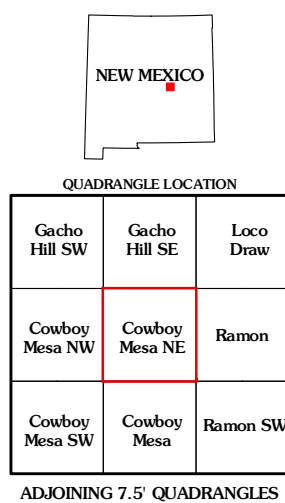 NEW MEXICO
QUADRANGLE LOCATION
Gacho
Hill SW
Gacho
Hill SE
Loco
Draw
Cowboy
Mesa NW
Cowboy
Mesa NE
Ramon
Cowboy
Mesa SW
Cowboy
Mesa
Ramon SW
ADJOINING 7.5' QUADRANGLES